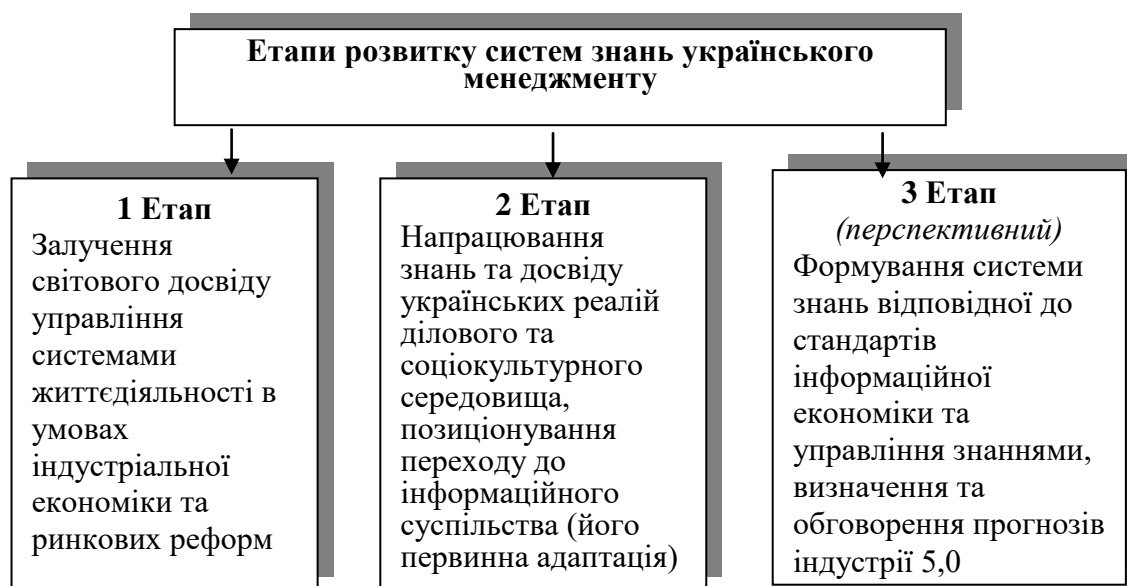 Етапи розвитку систем знань українського
менеджменту
1 Етап
Залучення
світового досвіду
управління
системами
життєдіяльності в
умовах
індустріальної
економіки та
ринкових реформ
2 Етап
Напрацювання
знань та досвіду
українських реалій
ділового та
соціокультурного
середовища,
позиціонування
переходу до
інформаційного
суспільства (його
первинна адаптація)
3 Етап
(перспективний)
Формування системи
знань відповідної до
стандартів
інформаційної
економіки та
управління знаннями,
визначення та
обговорення прогнозів
індустрії 5,0